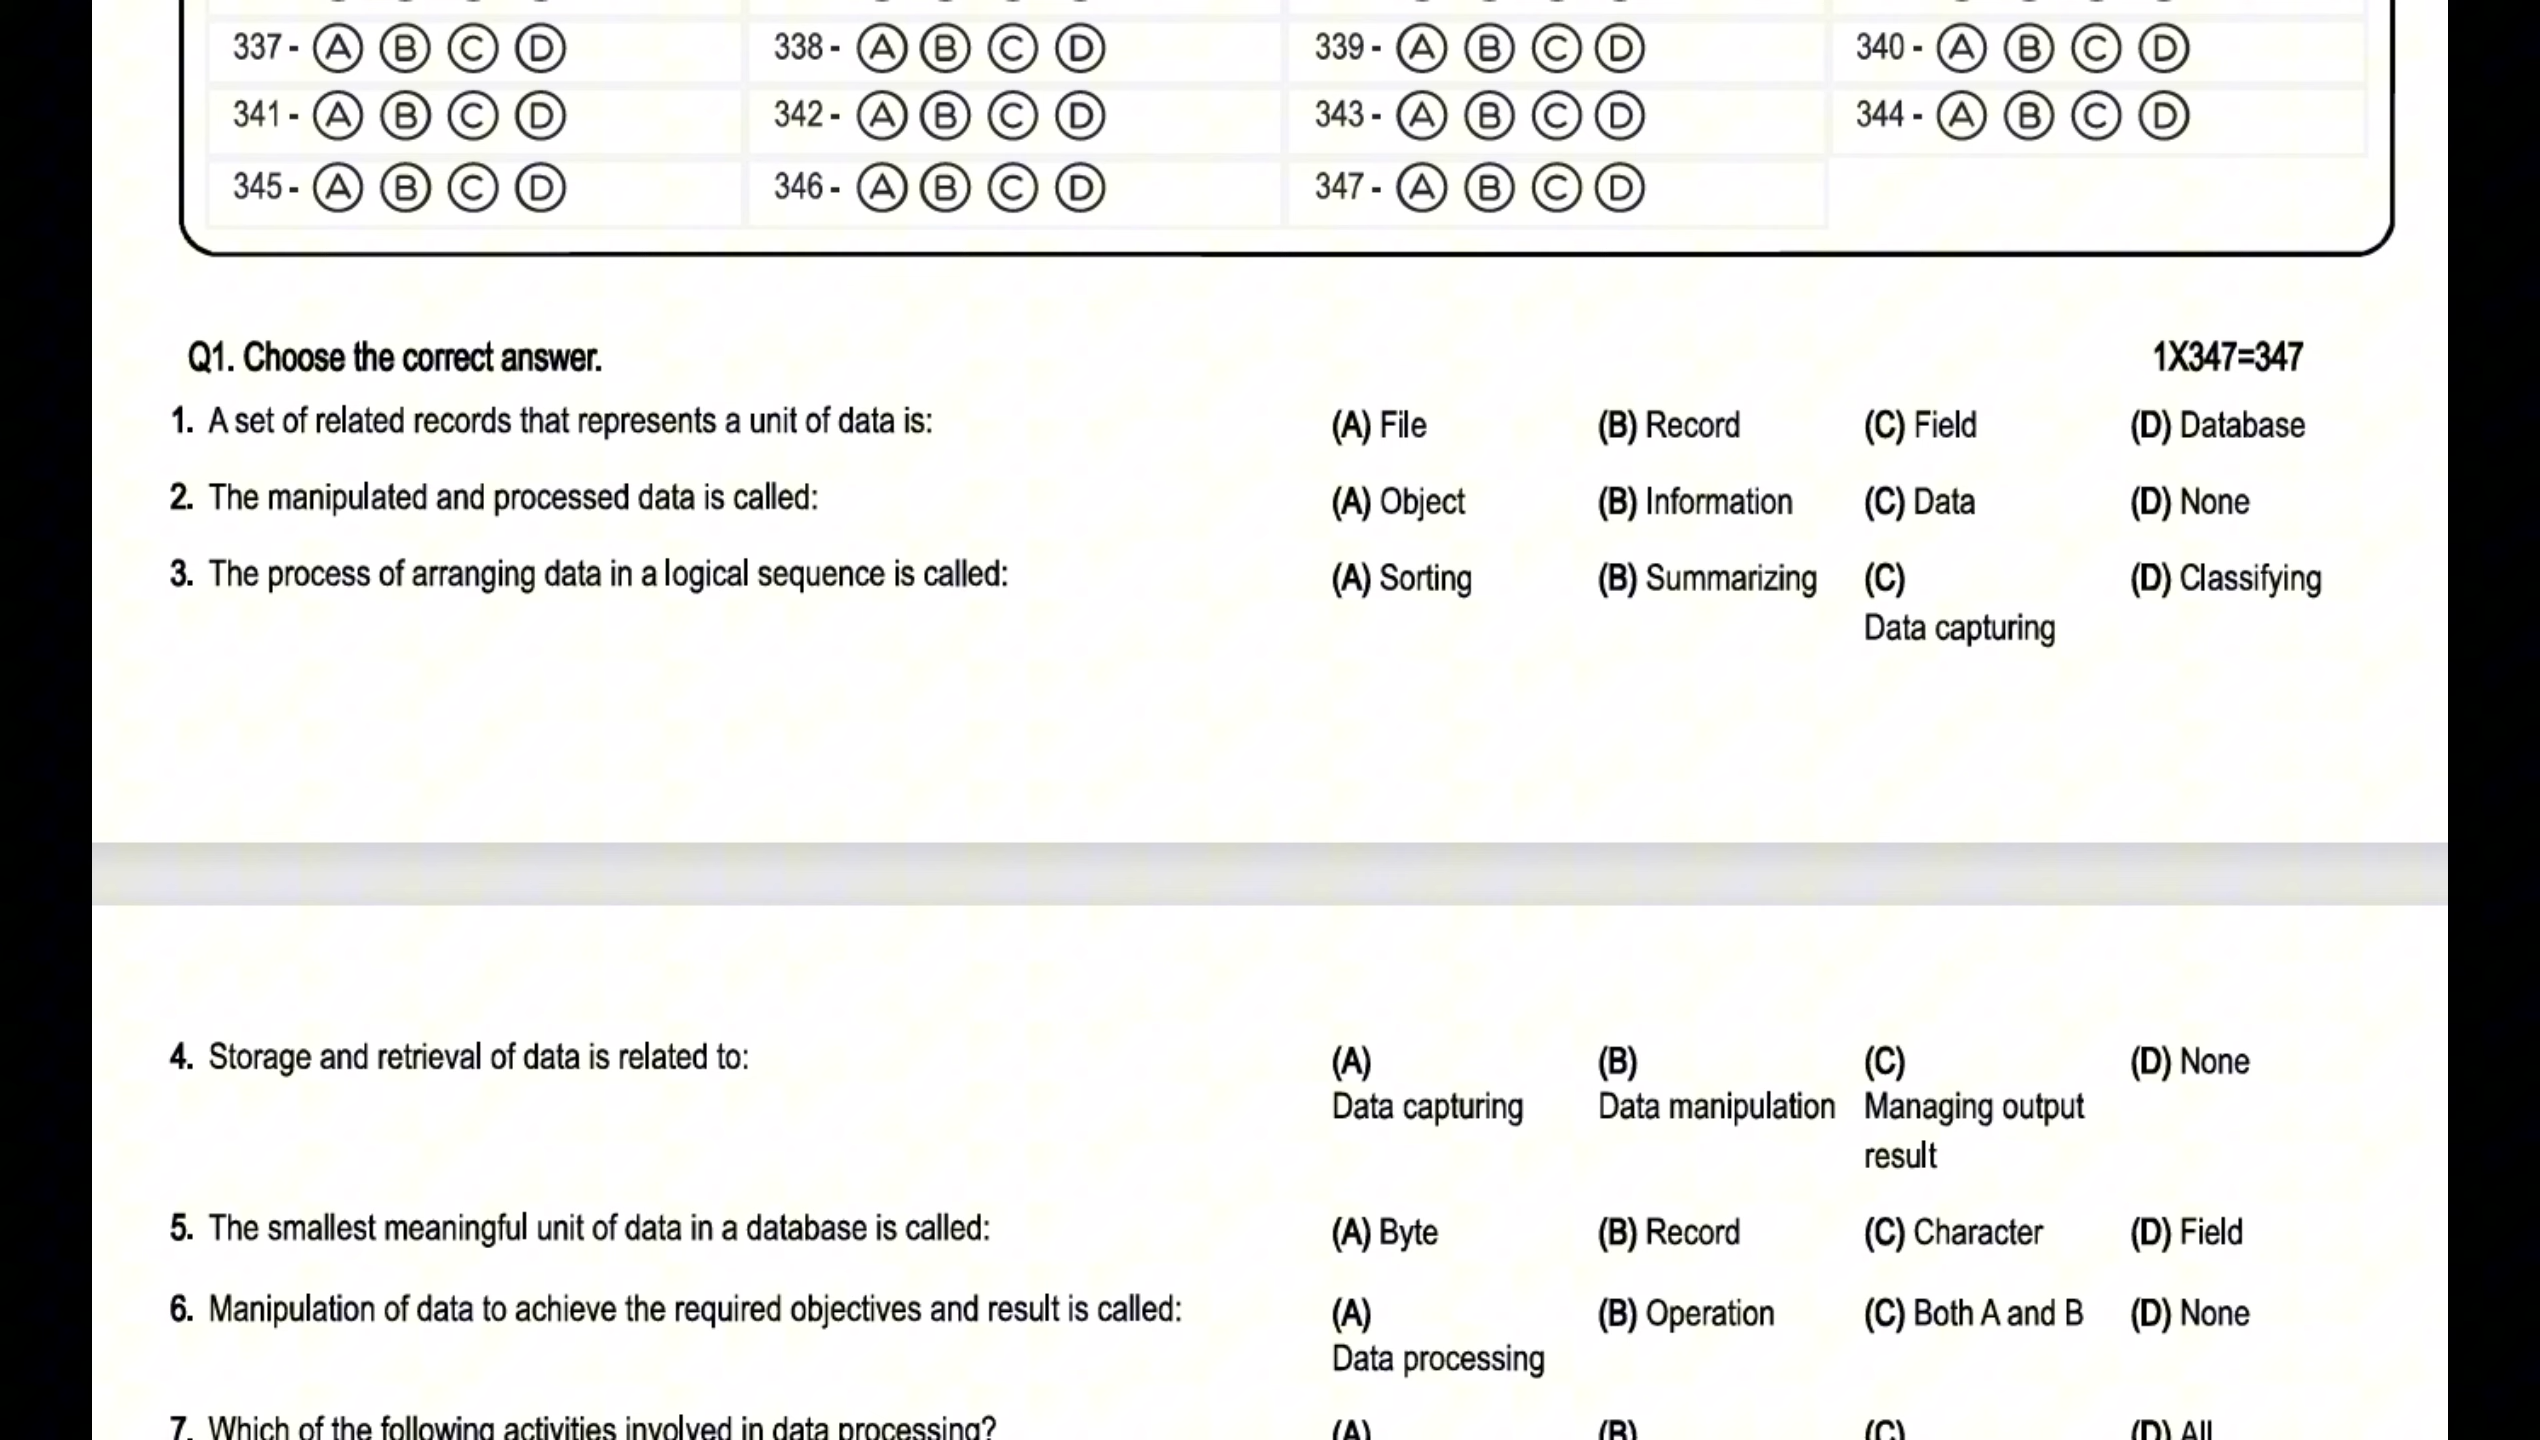 337 - A B C D 338 - A B C D 339 - A B C D 340 - A B C D
341 - A B C D 342 - A B C D 343 - A B C D 344 - A B C D
345 - A B C D 346 - A B C D 347 - A B C D
Q1. Choose the correct answer. 1X347=347
1. A set of related records that represents a unit of data is: (A) File (B) Record (C) Field (D) Database
2. The manipulated and processed data is called: (A) Object (B) Information (C) Data (D) None
3. The process of arranging data in a logical sequence is called: (A) Sorting (B) Summarizing (C) (D) Classifying
Data capturing
4. Storage and retrieval of data is related to: (A) (B) (C) (D) None
Data capturing Data manipulation Managing output
result
5. The smallest meaningful unit of data in a database is called: (A) Byte (B) Record (C) Character (D) Field
6. Manipulation of data to achieve the required objectives and result is called: (A) (B) Operation (C) Both A and B (D) None
Data processing
7. Which of the following activities involved in data processing? (A) (B) (C) (D) All